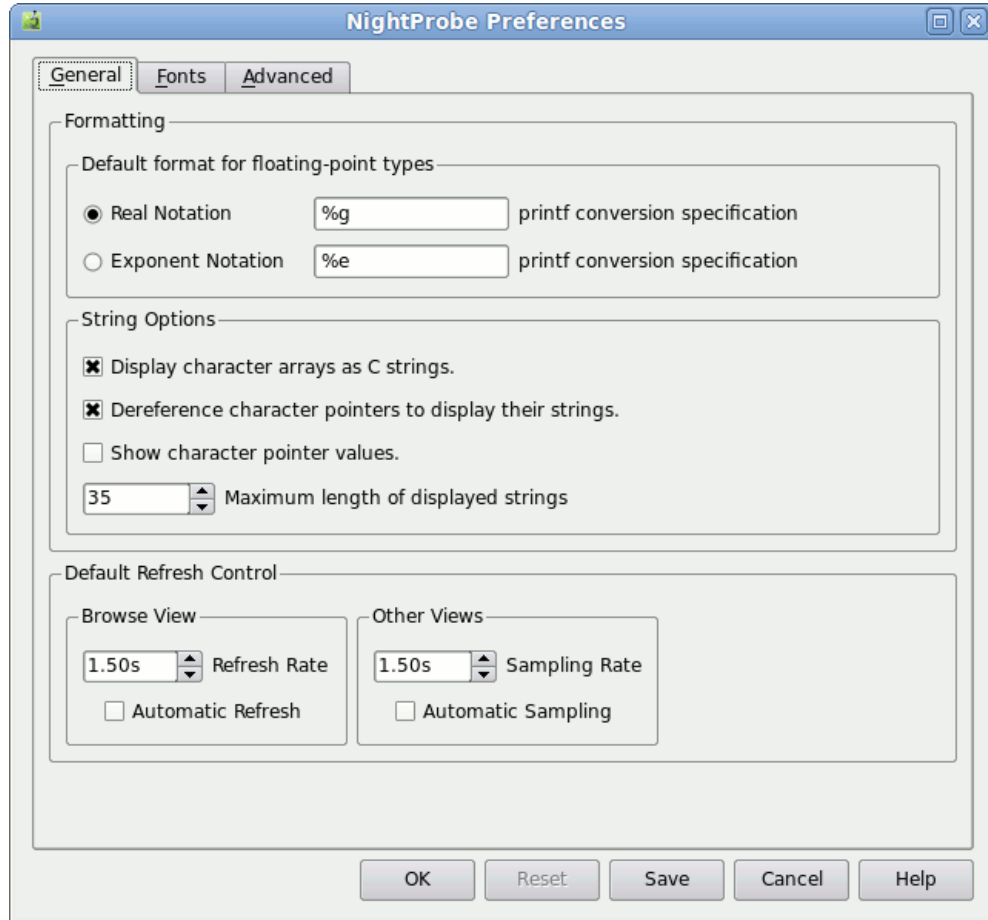 NightProbe Preferences
General Fonts Advanced
Formatting
Default format for floating-point types
Real Notation %g printf conversion specification
Exponent Notation %e printf conversion specification
String Options
Display character arrays as C strings.
Dereference character pointers to display their strings.
Show character pointer values.
35 Maximum length of displayed strings
Default Refresh Control
Browse View Other Views
1.50s Refresh Rate 1.50s Sampling Rate
Automatic Refresh Automatic Sampling
OK Reset Save Cancel Help